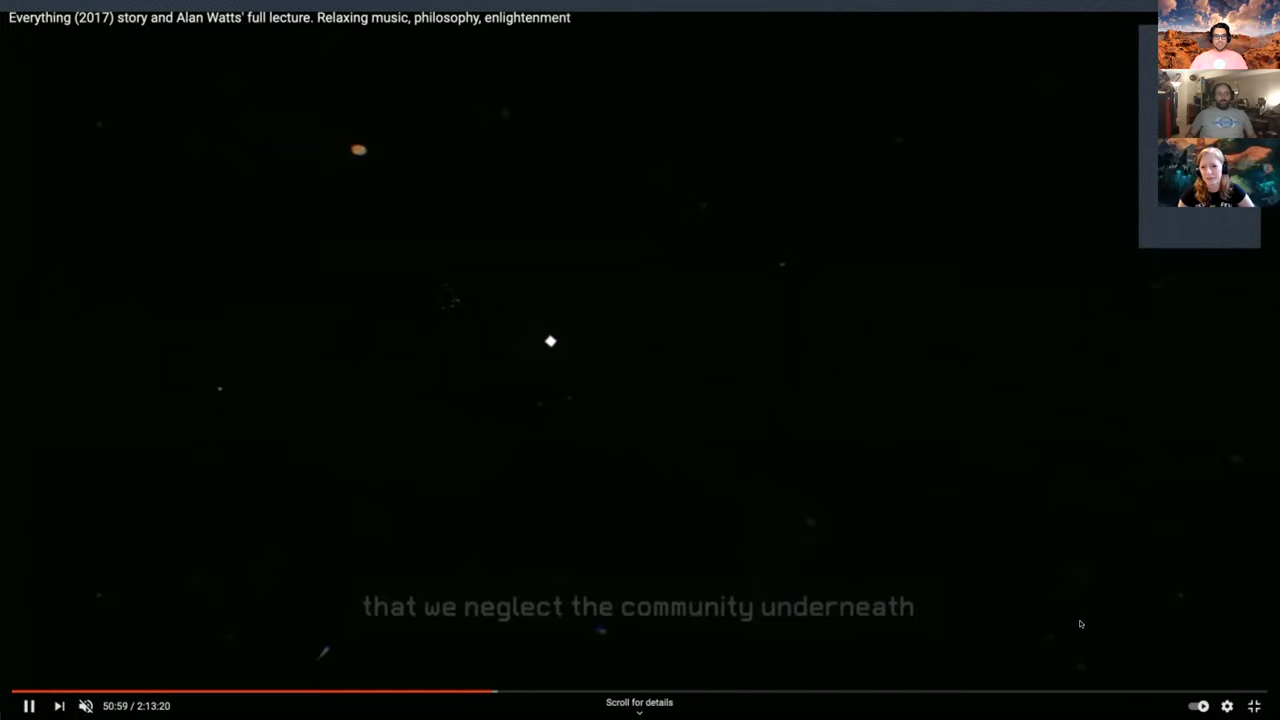 Everything (2017) story and Alan Watts' full lecture. Relaxing music, philosophy, enlightenment
that we neglect the community underneath
50:59 / 2:13:20
Scroll for details